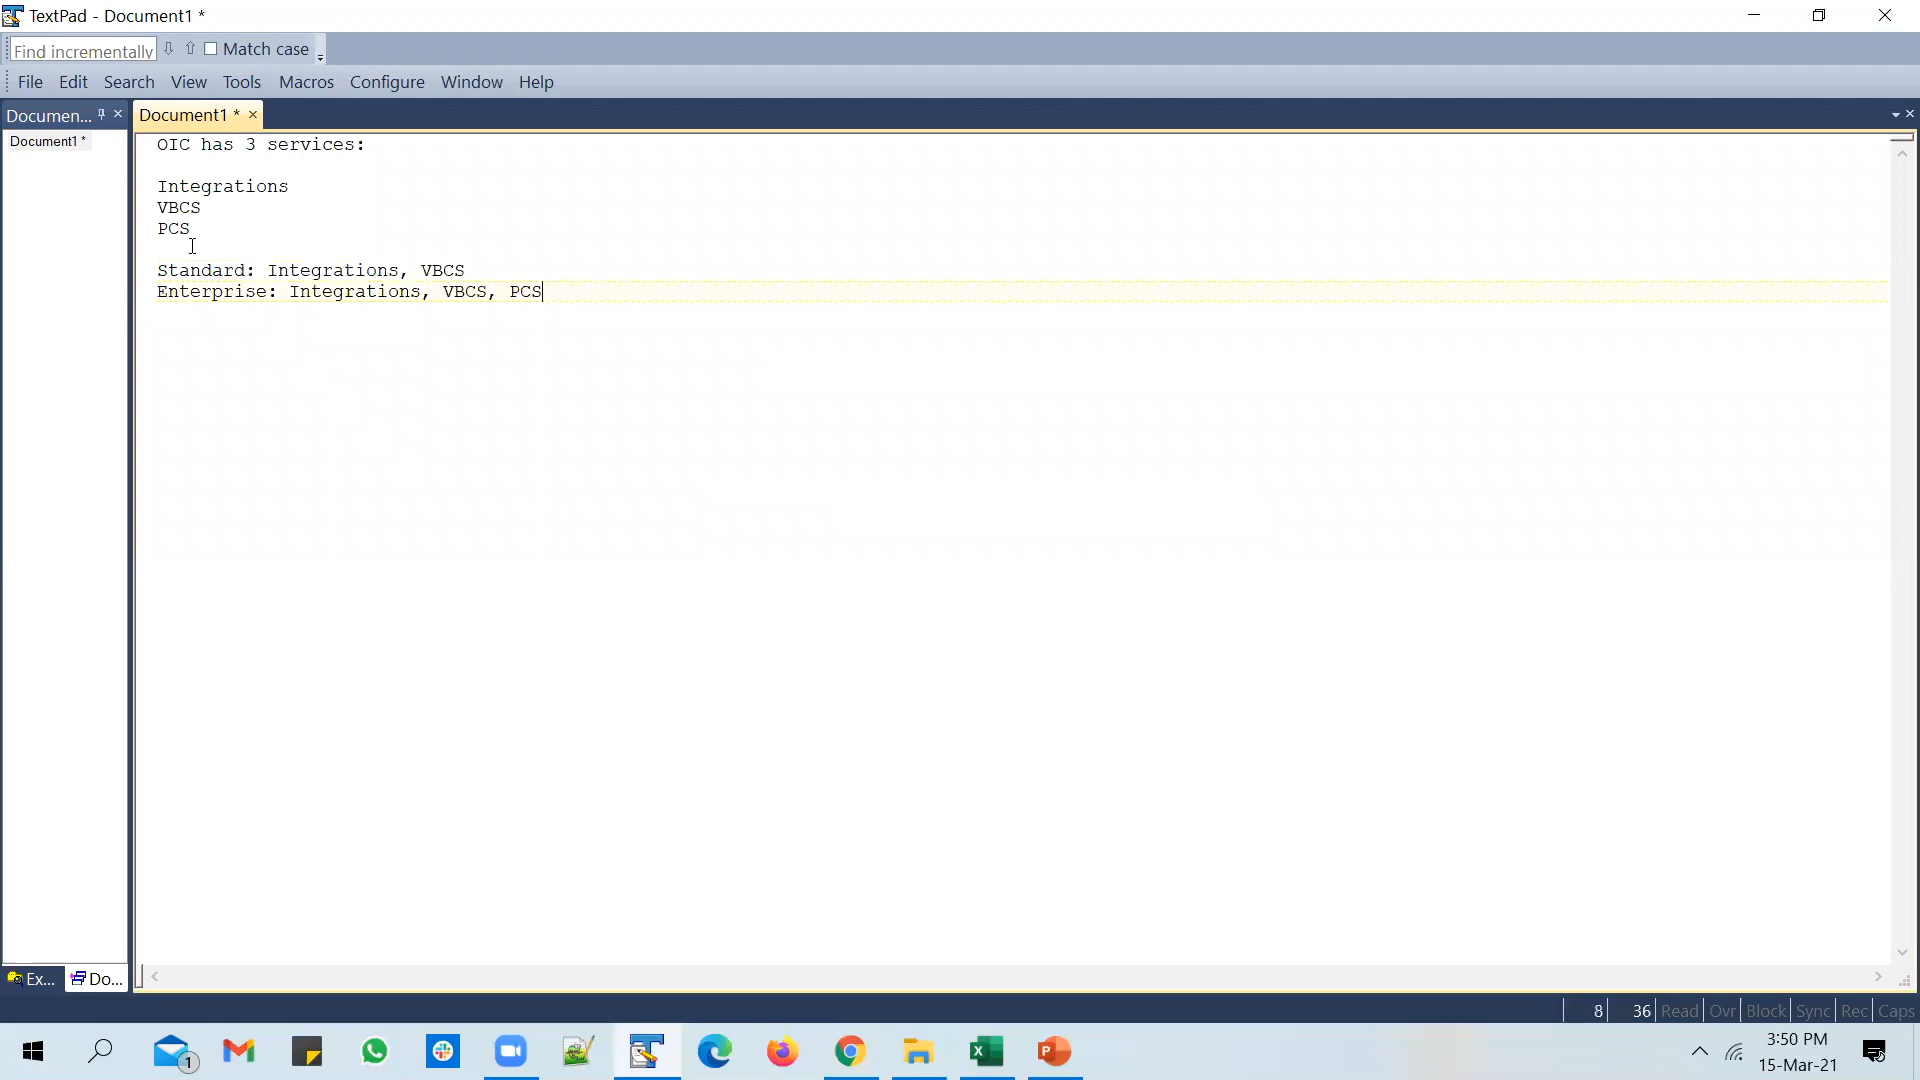 TextPad - Document1 *
Find incrementally
Match case
File Edit Search View Tools Macros Configure Window Help
Documen...
Document1 *
Document1 *
OIC has 3 services:
Integrations
VBCS
PCS
Standard: Integrations, VBCS
Enterprise: Integrations, VBCS, PCS
Ex...
Do...
8 36 Read Ovr Block Sync Rec Caps
1
3:50 PM
15-Mar-21